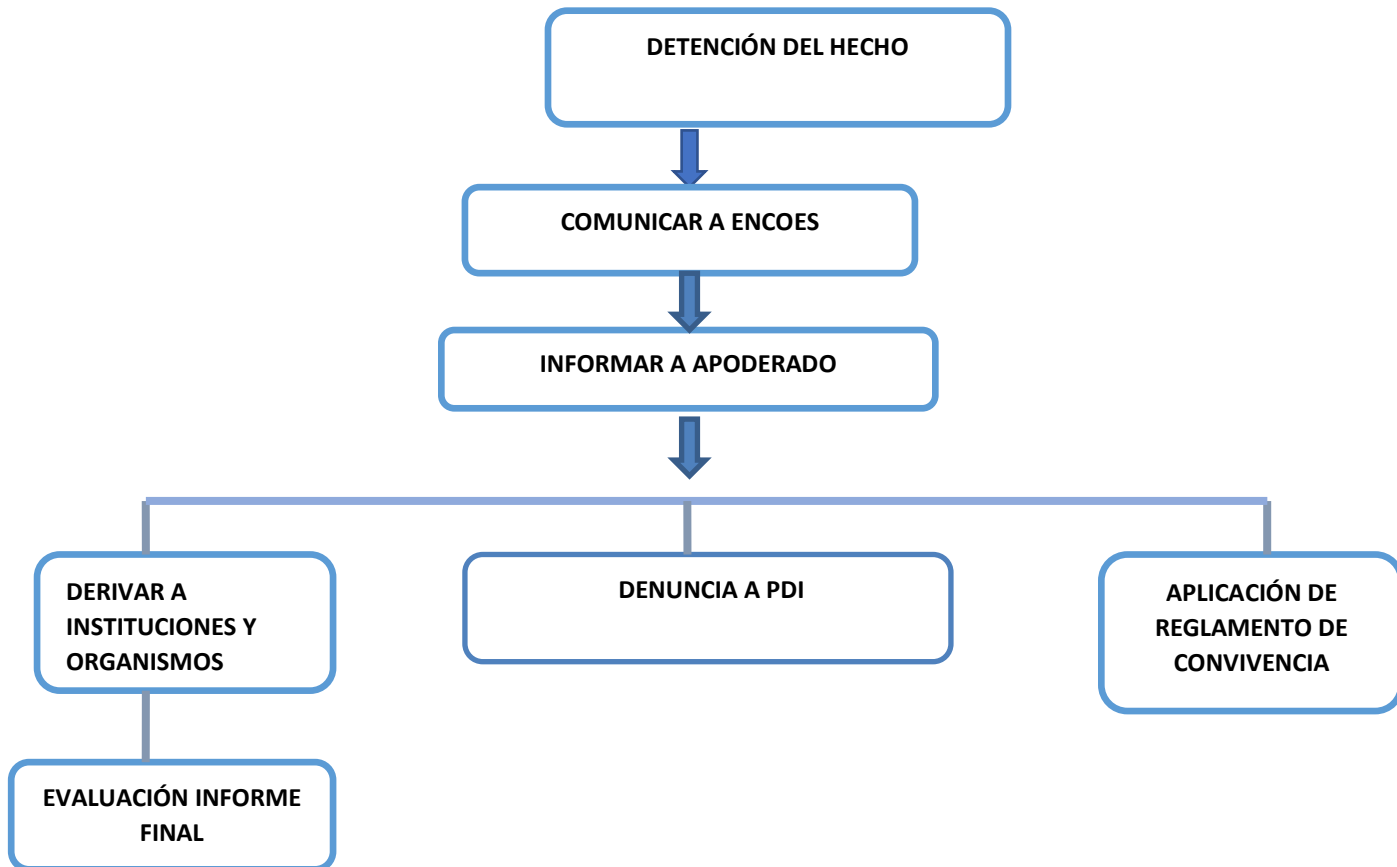 DETENCIÓN DEL HECHO
COMUNICAR A ENCOES
INFORMAR A APODERADO
DERIVAR A
INSTITUCIONES Y
ORGANISMOS
DENUNCIA A PDI
APLICACIÓN DE
REGLAMENTO DE
CONVIVENCIA
EVALUACIÓN INFORME
FINAL